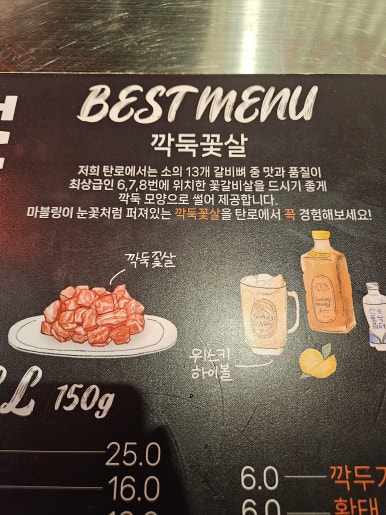 BEST MENU
깍둑꽃살
저희 탄로에서는 소의 13개 갈비뼈 중 맛과 품질이
최상급인 6,7,8번에 위치한 꽃갈비살을 드시기 좋게
깍둑 모양으로 썰어 제공합니다.
마블링이 눈꽃처럼 퍼져있는 깍둑꽃살을 탄로에서 꼭 경험해보세요!
깍둑꽃살
위스키
하이볼
150g
25.0
16.0
6.0 깍두기
6.0 황태